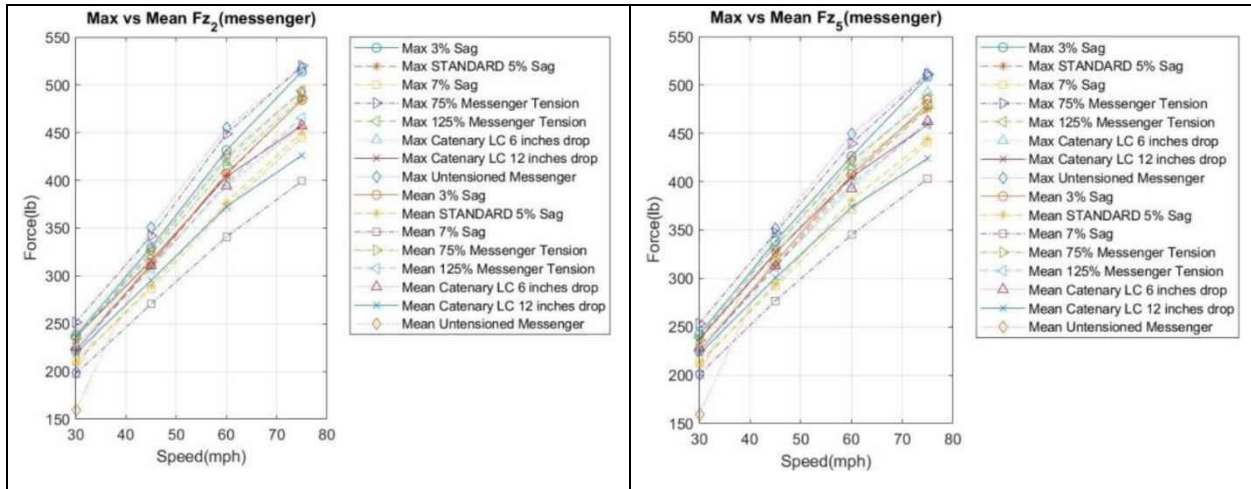 Max vs Mean Fz₂(messenger)
550
500
450
400
350
300
250
200
150
Force(lb)
30 40 50 60 70 80
Speed(mph)
Max 3% Sag
Max STANDARD 5% Sag
Max 7% Sag
Max 75% Messenger Tension
Max 125% Messenger Tension
Max Catenary LC 6 inches drop
Max Catenary LC 12 inches drop
Max Untensioned Messenger
Mean 3% Sag
Mean STANDARD 5% Sag
Mean 7% Sag
Mean 75% Messenger Tension
Mean 125% Messenger Tension
Mean Catenary LC 6 inches drop
Mean Catenary LC 12 inches drop
Mean Untensioned Messenger
Max vs Mean Fz₅(messenger)
550
500
450
400
350
300
250
200
150
Force(lb)
30 40 50 60 70 80
Speed(mph)
Max 3% Sag
Max STANDARD 5% Sag
Max 7% Sag
Max 75% Messenger Tension
Max 125% Messenger Tension
Max Catenary LC 6 inches drop
Max Catenary LC 12 inches drop
Max Untensioned Messenger
Mean 3% Sag
Mean STANDARD 5% Sag
Mean 7% Sag
Mean 75% Messenger Tension
Mean 125% Messenger Tension
Mean Catenary LC 6 inches drop
Mean Catenary LC 12 inches drop
Mean Untensioned Messenger